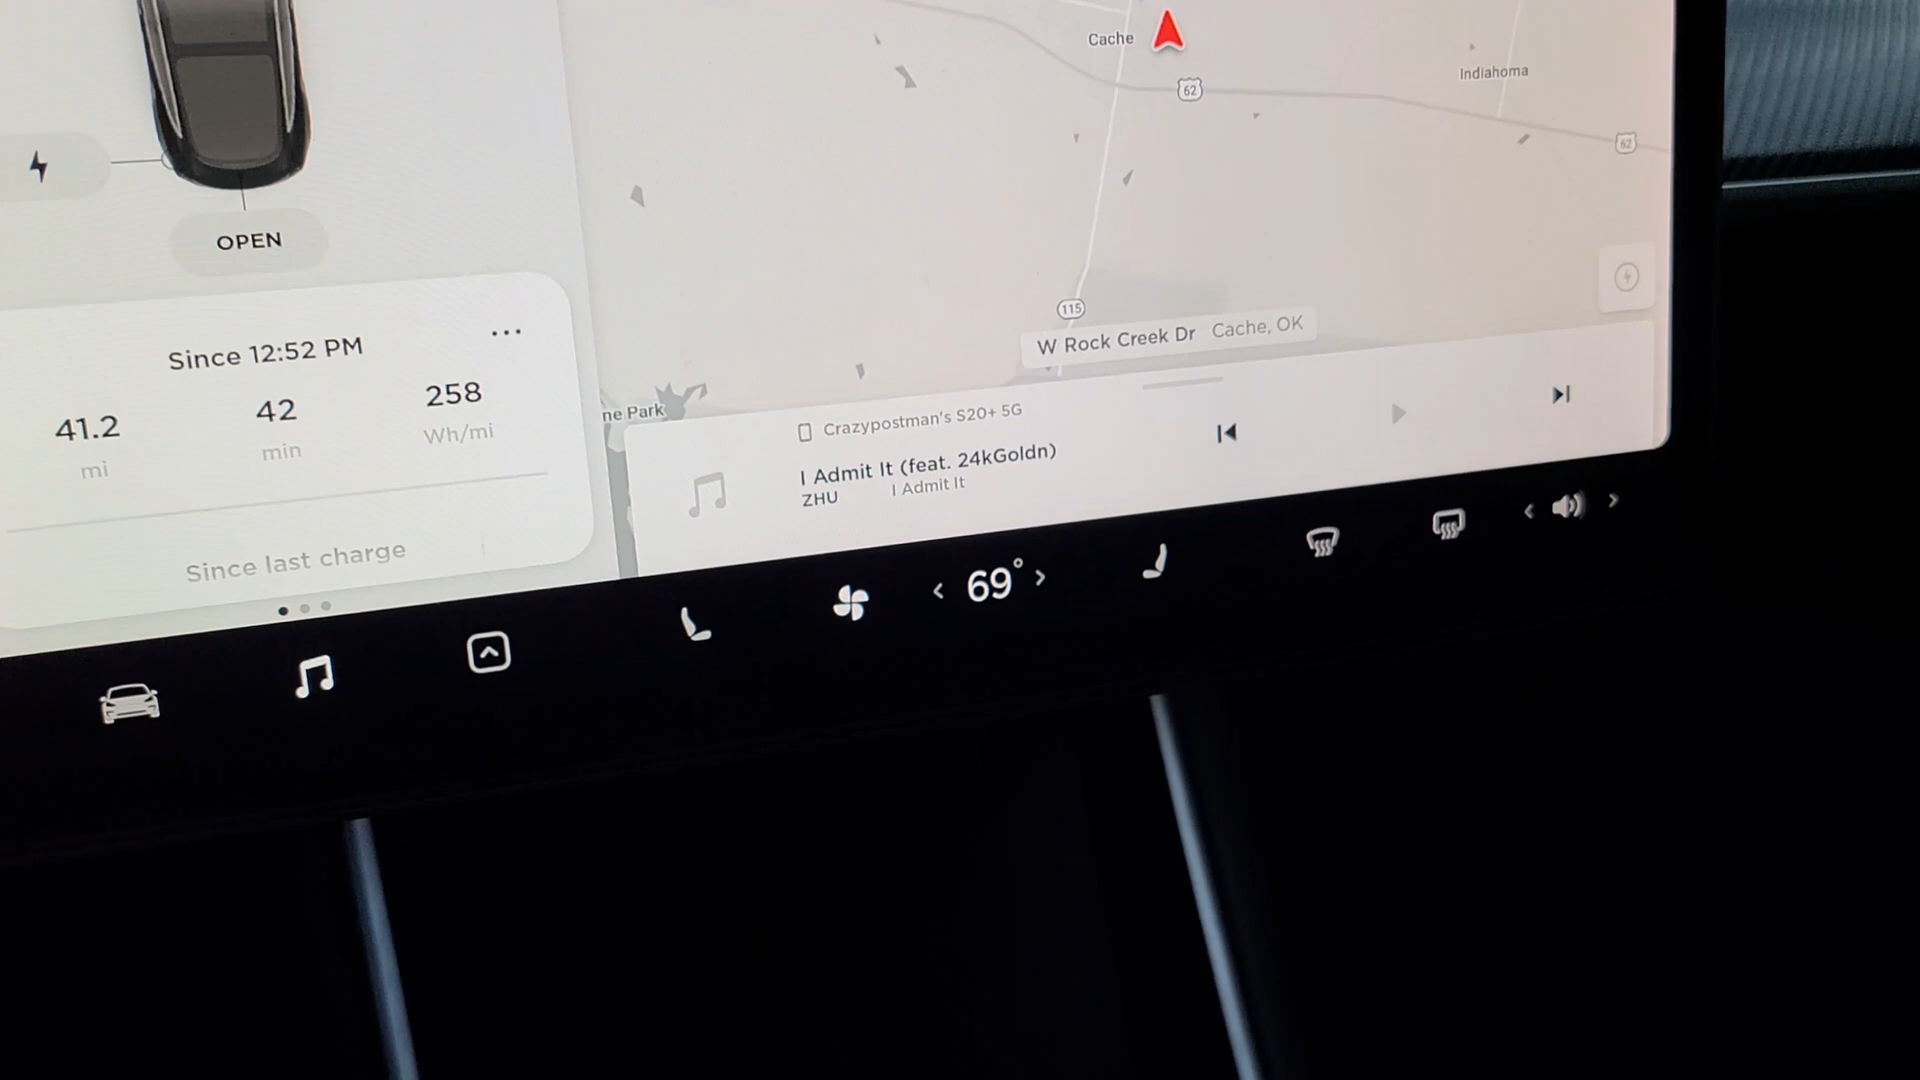 Cache
62
Indiahoma
62
OPEN
115
W Rock Creek Dr Cache, OK
Since 12:52 PM
41.2 42 258
mi min Wh/mi
ne Park
Crazypostman's S20+ 5G
I Admit It (feat. 24kGoldn)
ZHU I Admit It
Since last charge
69°